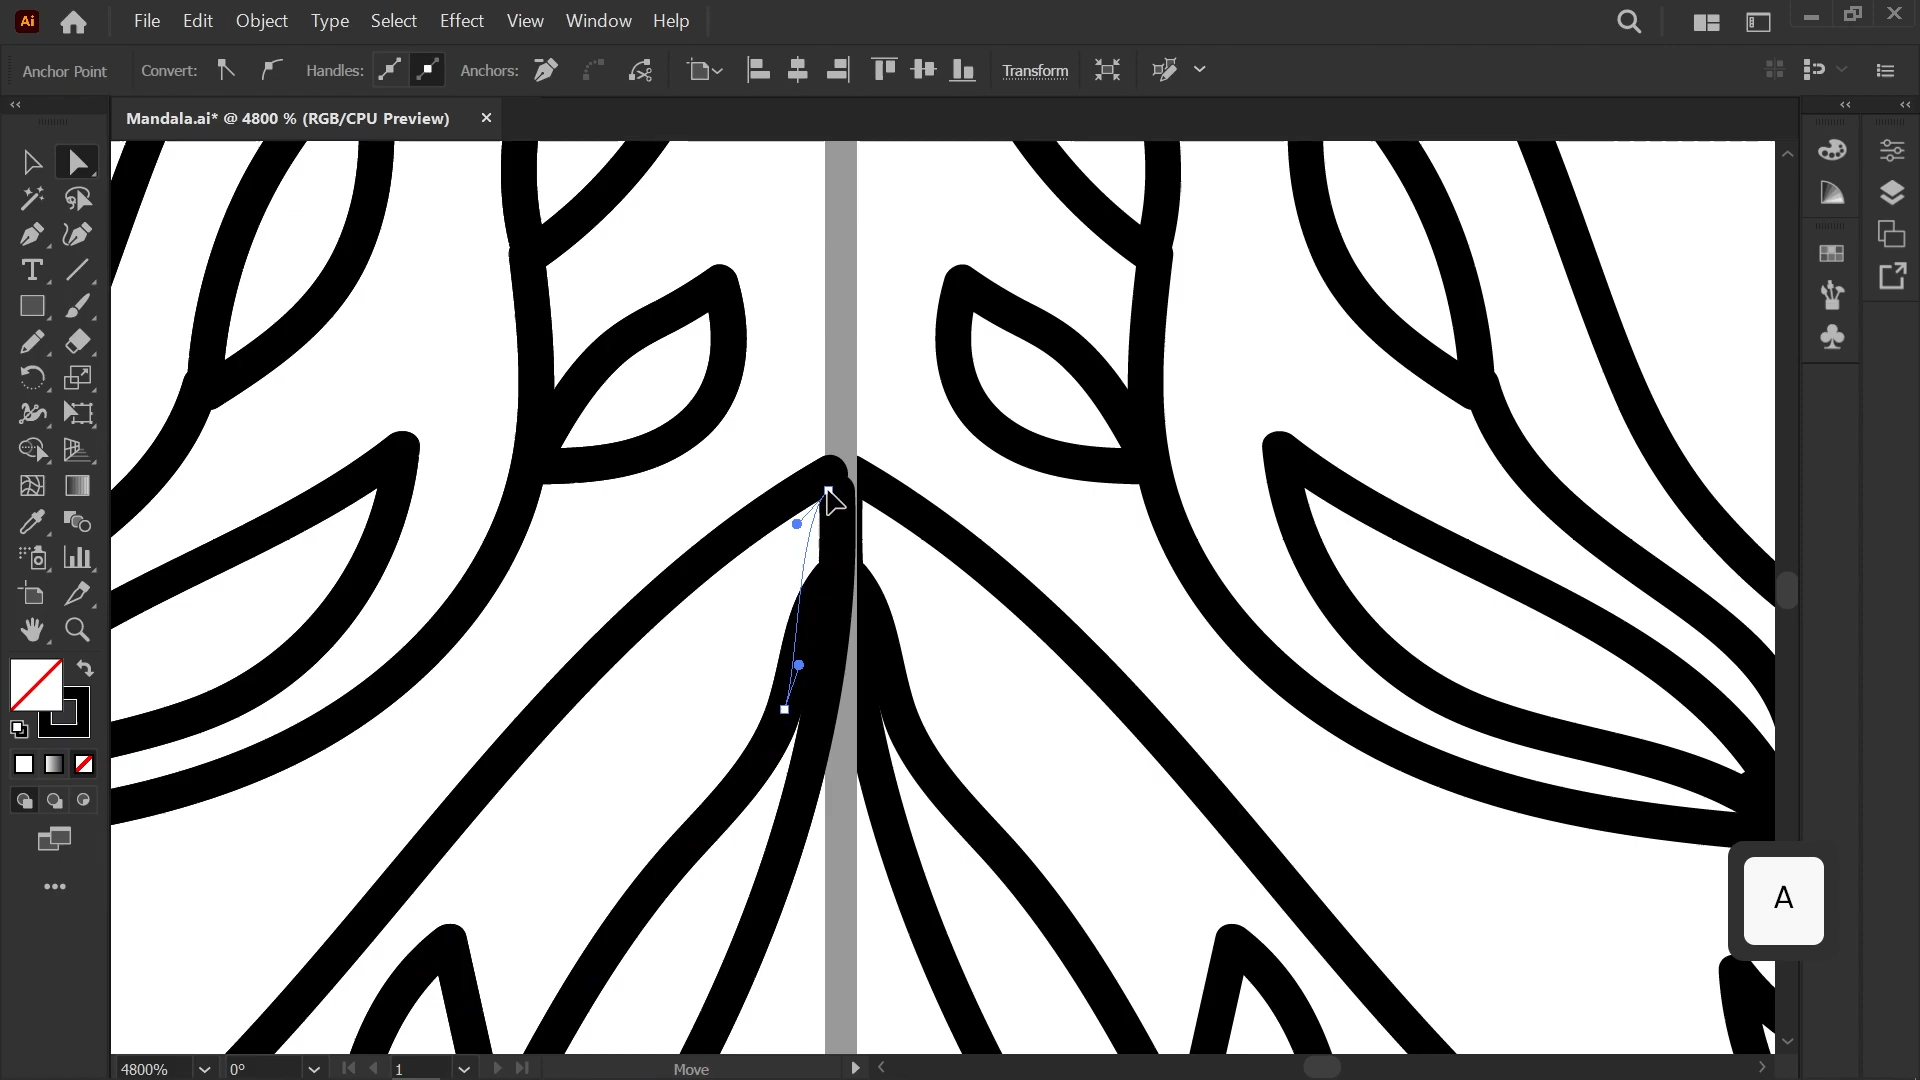 Ai File Edit Object Type Select Effect View Window Help
Anchor Point Convert: Handles: Anchors: Transform
Mandala.ai* @ 4800 % (RGB/CPU Preview)
A
4800% 0° 1 Move